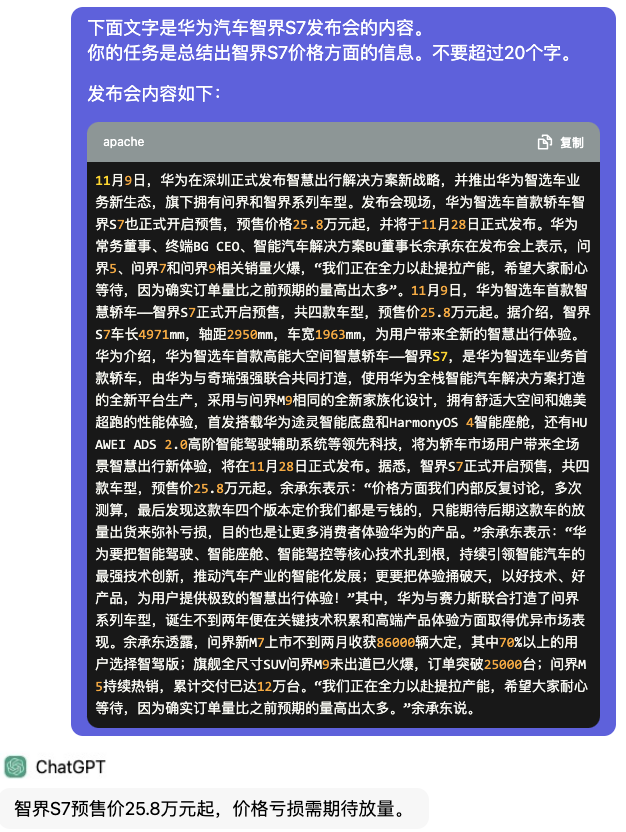 下面文字是华为汽车智界S7发布会的内容。
你的任务是总结出智界S7价格方面的信息。不要超过20个字。
发布会内容如下：
apache
复制
11月9日，华为在深圳正式发布智慧出行解决方案新战略，并推出华为智选车业
务新生态，旗下拥有问界和智界系列车型。发布会现场，华为智选车首款轿车智
界S7也正式开启预售，预售价格25.8万元起，并将于11月28日正式发布。华为
常务董事、终端BG CEO、智能汽车解决方案BU董事长余承东在发布会上表示，问
界5、问界7和问界9相关销量火爆，“我们正在全力以赴提拉产能，希望大家耐心
等待，因为确实订单量比之前预期的量高出太多”。11月9日，华为智选车首款智
慧轿车——智界S7正式开启预售，共四款车型，预售价25.8万元起。据介绍，智界
S7车长4971mm，轴距2950mm，车宽1963mm，为用户带来全新的智慧出行体验。
华为介绍，华为智选车首款高能大空间智慧轿车——智界S7，是华为智选车业务首
款轿车，由华为与奇瑞强强联合共同打造，使用华为全栈智能汽车解决方案打造
的全新平台生产，采用与问界M9相同的全新家族化设计，拥有舒适大空间和媲美
超跑的性能体验，首发搭载华为途灵智能底盘和HarmonyOS 4智能座舱，还有HU
AWEI ADS 2.0高阶智能驾驶辅助系统等领先科技，将为轿车市场用户带来全场
景智慧出行新体验，将在11月28日正式发布。据悉，智界S7正式开启预售，共四
款车型，预售价25.8万元起。余承东表示：“价格方面我们内部反复讨论，多次
测算，最后发现这款车四个版本定价我们都是亏钱的，只能期待后期这款车的放
量出货来弥补亏损，目的也是让更多消费者体验华为的产品。”余承东表示：“华
为要把智能驾驶、智能座舱、智能驾控等核心技术扎到根，持续引领智能汽车的
最强技术创新，推动汽车产业的智能化发展；更要把体验捅破天，以好技术、好
产品，为用户提供极致的智慧出行体验！”其中，华为与赛力斯联合打造了问界
系列车型，诞生不到两年便在关键技术积累和高端产品体验方面取得优异市场表
现。余承东透露，问界新M7上市不到两月收获86000辆大定，其中70%以上的用
户选择智驾版；旗舰全尺寸SUV问界M9未出道已火爆，订单突破25000台；问界M
5持续热销，累计交付已达12万台。“我们正在全力以赴提拉产能，希望大家耐心
等待，因为确实订单量比之前预期的量高出太多。”余承东说。
ChatGPT
智界S7预售价25.8万元起，价格亏损需期待放量。